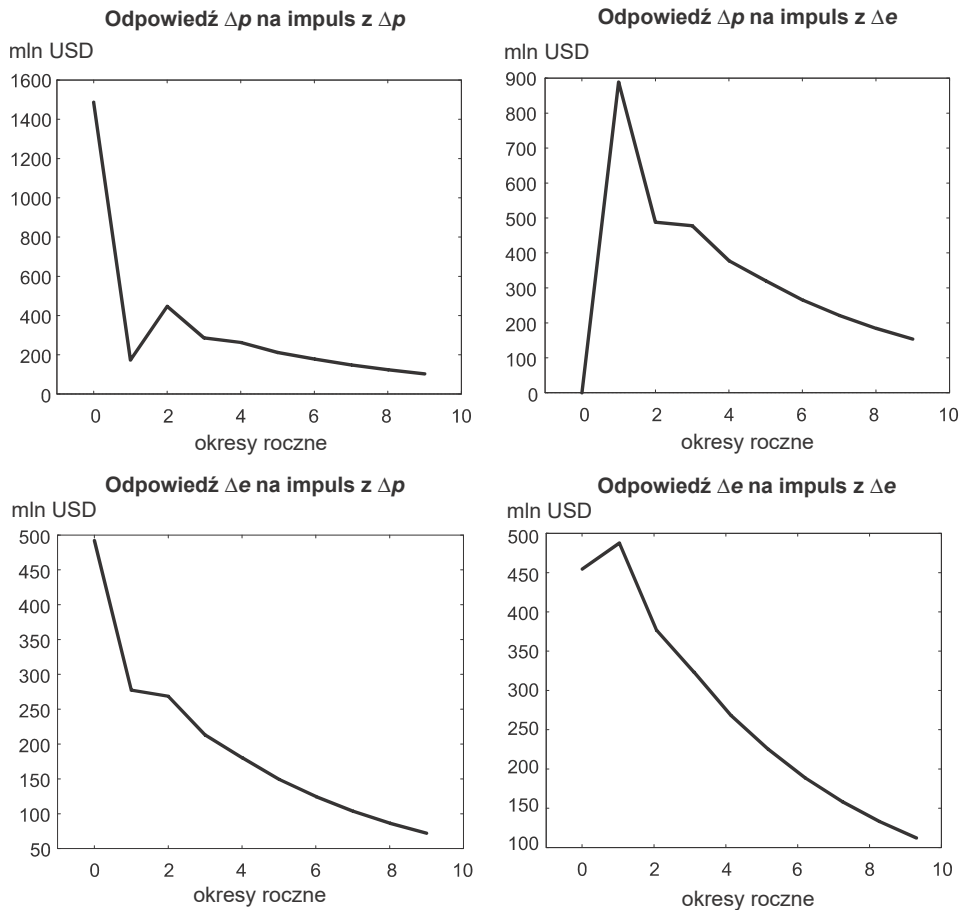 Odpowiedź Δp na impuls z Δp
mln USD
1600
1400
1200
1000
800
600
400
200
0
0 2 4 6 8 10
okresy roczne
Odpowiedź Δp na impuls z Δe
mln USD
900
800
700
600
500
400
300
200
100
0
0 2 4 6 8 10
okresy roczne
Odpowiedź Δe na impuls z Δp
mln USD
500
450
400
350
300
250
200
150
100
50
0 2 4 6 8 10
okresy roczne
Odpowiedź Δe na impuls z Δe
mln USD
500
450
400
350
300
250
200
150
100
0 2 4 6 8 10
okresy roczne